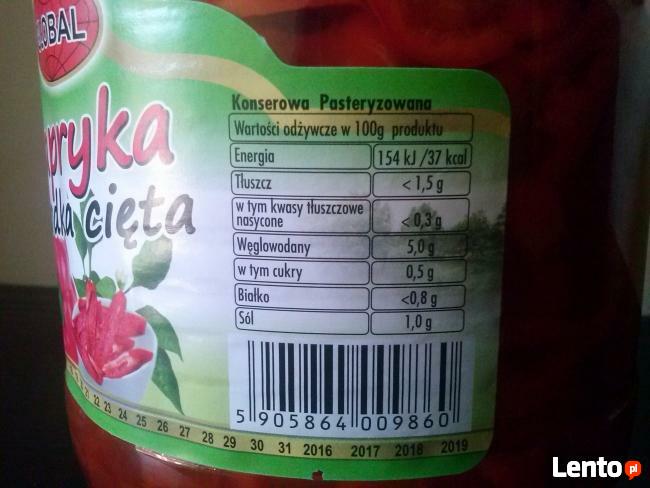 Konserowa Pasteryzowana
Wartości odżywcze w 100g produktu
Energia 154 kJ /37 kcal
Tłuszcz < 1,5 g
w tym kwasy tłuszczowe
nasycone < 0,3 g
Węglowodany 5,0 g
w tym cukry 0,5 g
Białko <0,8 g
Sól 1,0 g
cięta
5 905864 009860
21 22 23 24 25 26 27 28 29 30 31 2016 2017 2018 2019
Lento.pl